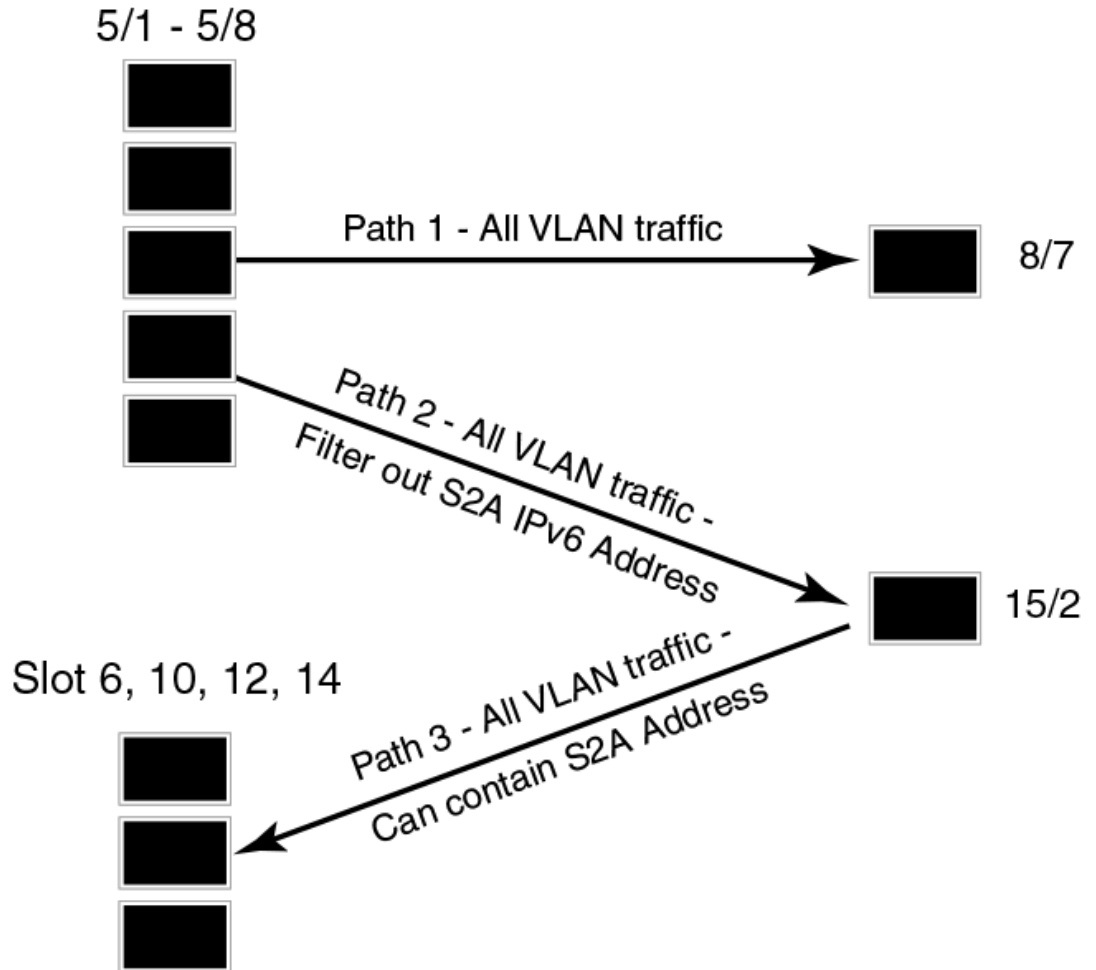 5/1 - 5/8
Path 1 - All VLAN traffic
8/7
Path 2 - All VLAN traffic -
Filter out S2A IPv6 Address
15/2
Slot 6, 10, 12, 14
Path 3 - All VLAN traffic -
Can contain S2A Address